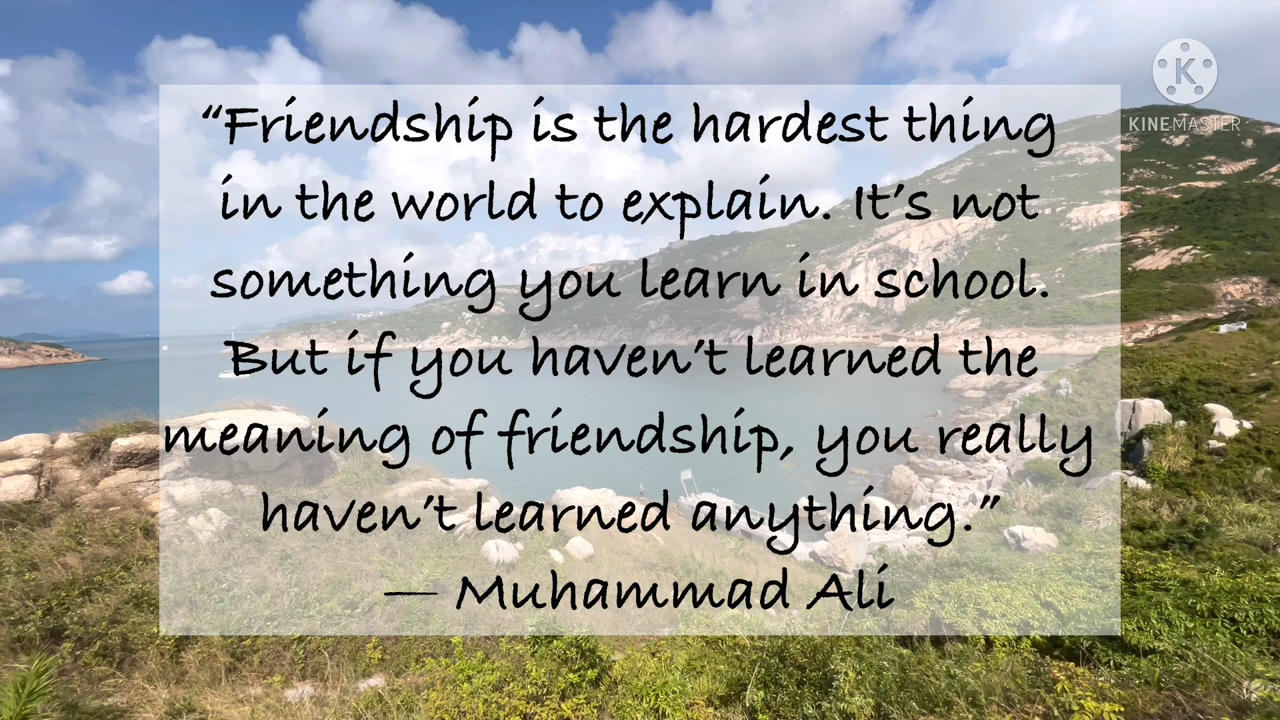 “Friendship is the hardest thing
in the world to explain. It’s not
something you learn in school.
But if you haven’t learned the
meaning of friendship, you really
haven’t learned anything.”
— Muhammad Ali
K
KINEMASTER